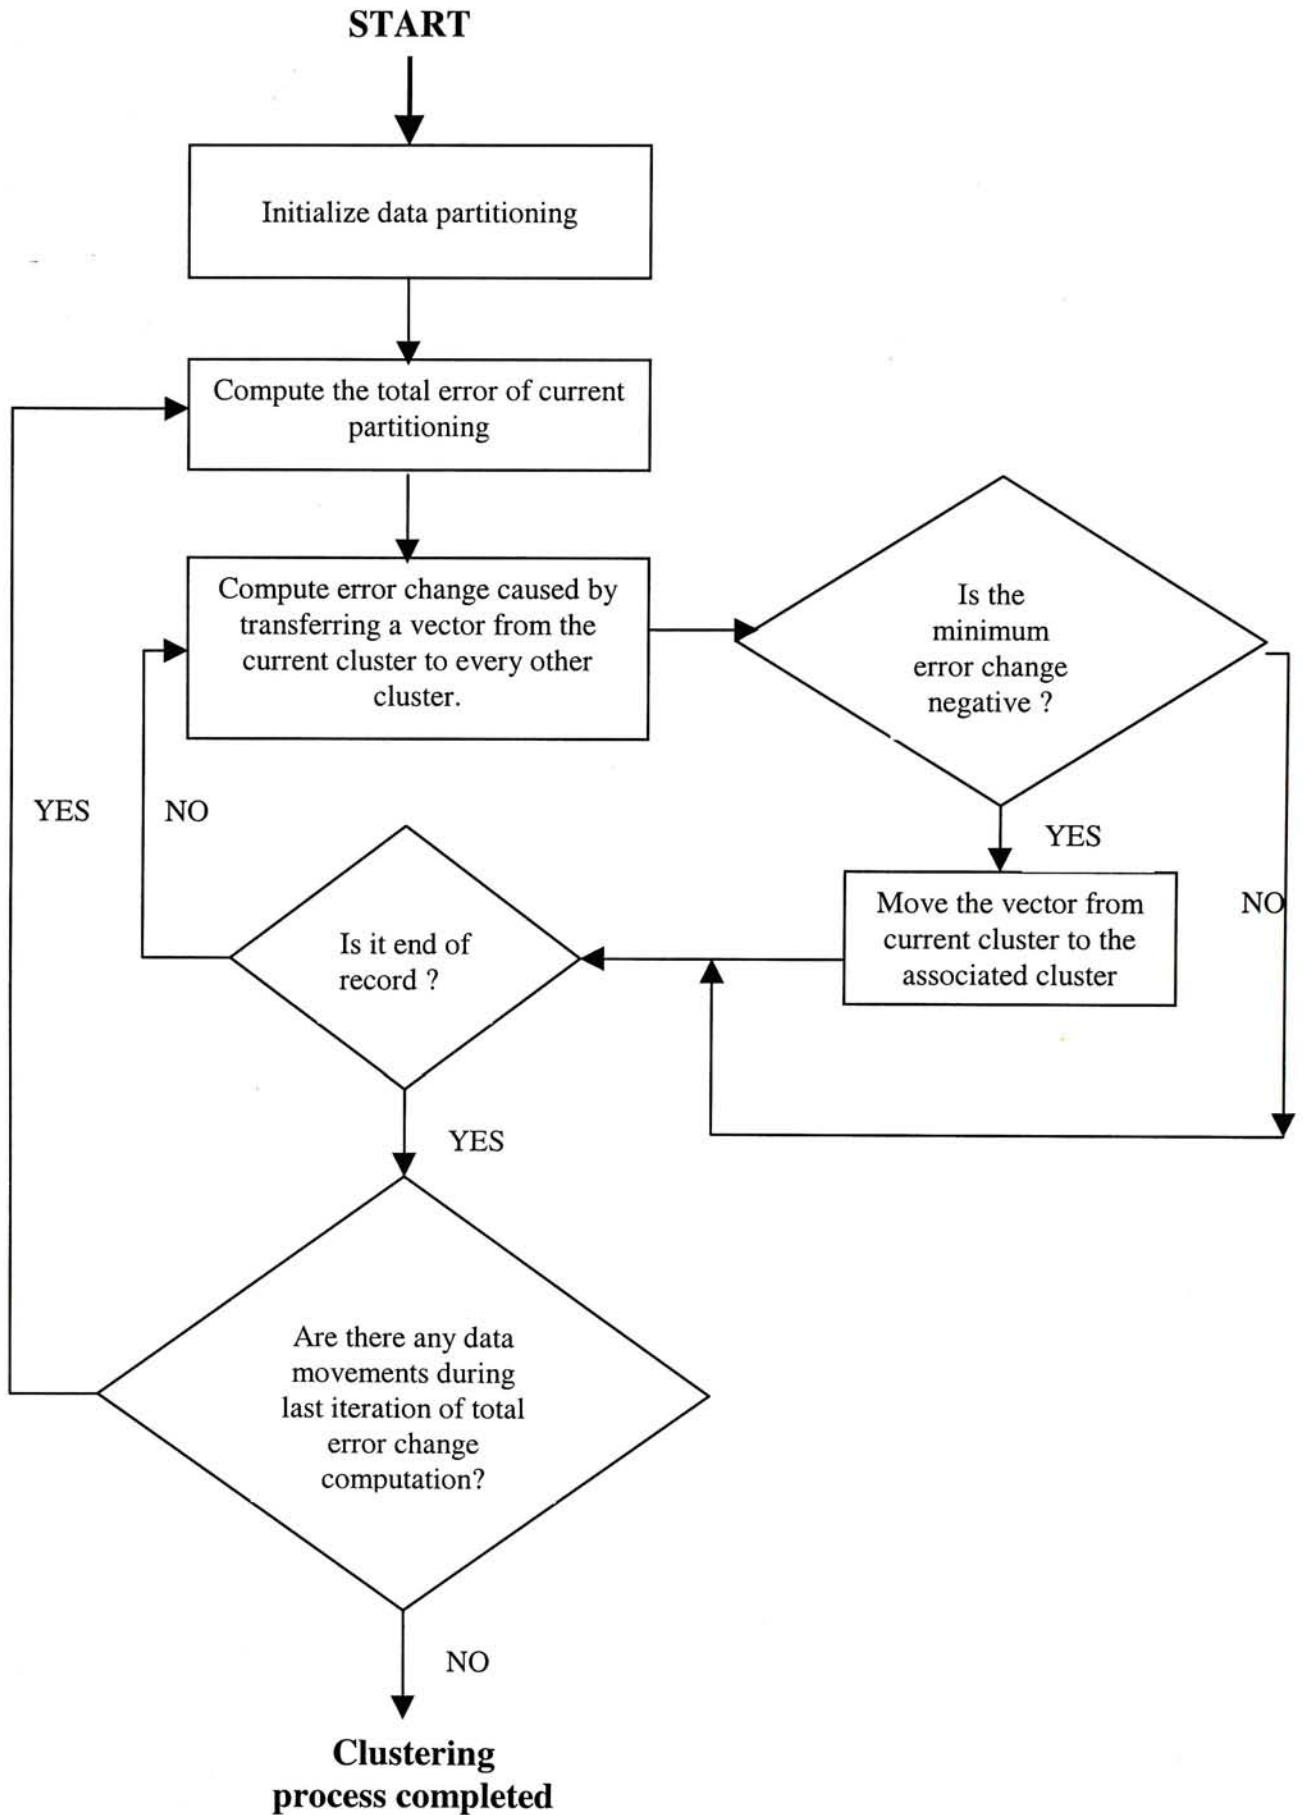 START
Initialize data partitioning
Compute the total error of current
partitioning
Compute error change caused by
transferring a vector from the
current cluster to every other
cluster.
Is the
minimum
error change
negative ?
YES
NO
YES
Move the vector from
current cluster to the
associated cluster
NO
Is it end of
record ?
YES
Are there any data
movements during
last iteration of total
error change
computation?
NO
Clustering
process completed